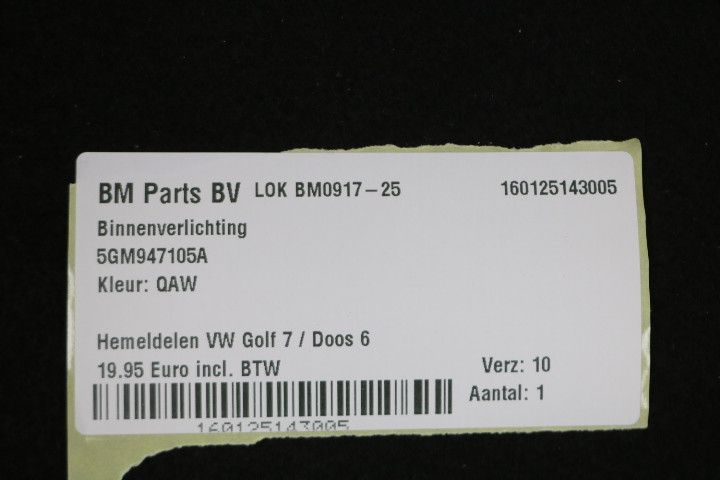 BM Parts BV LOK BM0917-25 160125143005
Binnenverlichting
5GM947105A
Kleur: QAW
Hemeldelen VW Golf 7 / Doos 6
19.95 Euro incl. BTW Verz: 10
Aantal: 1
160125143005